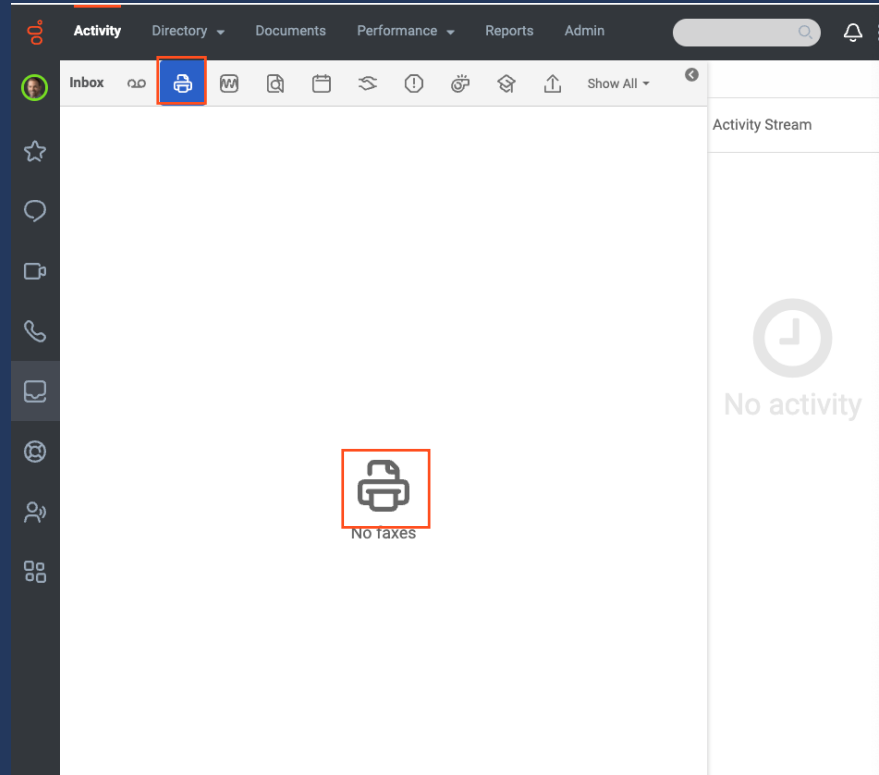 Activity Directory Documents Performance Reports Admin
Inbox Show All
Activity Stream
No activity
No faxes